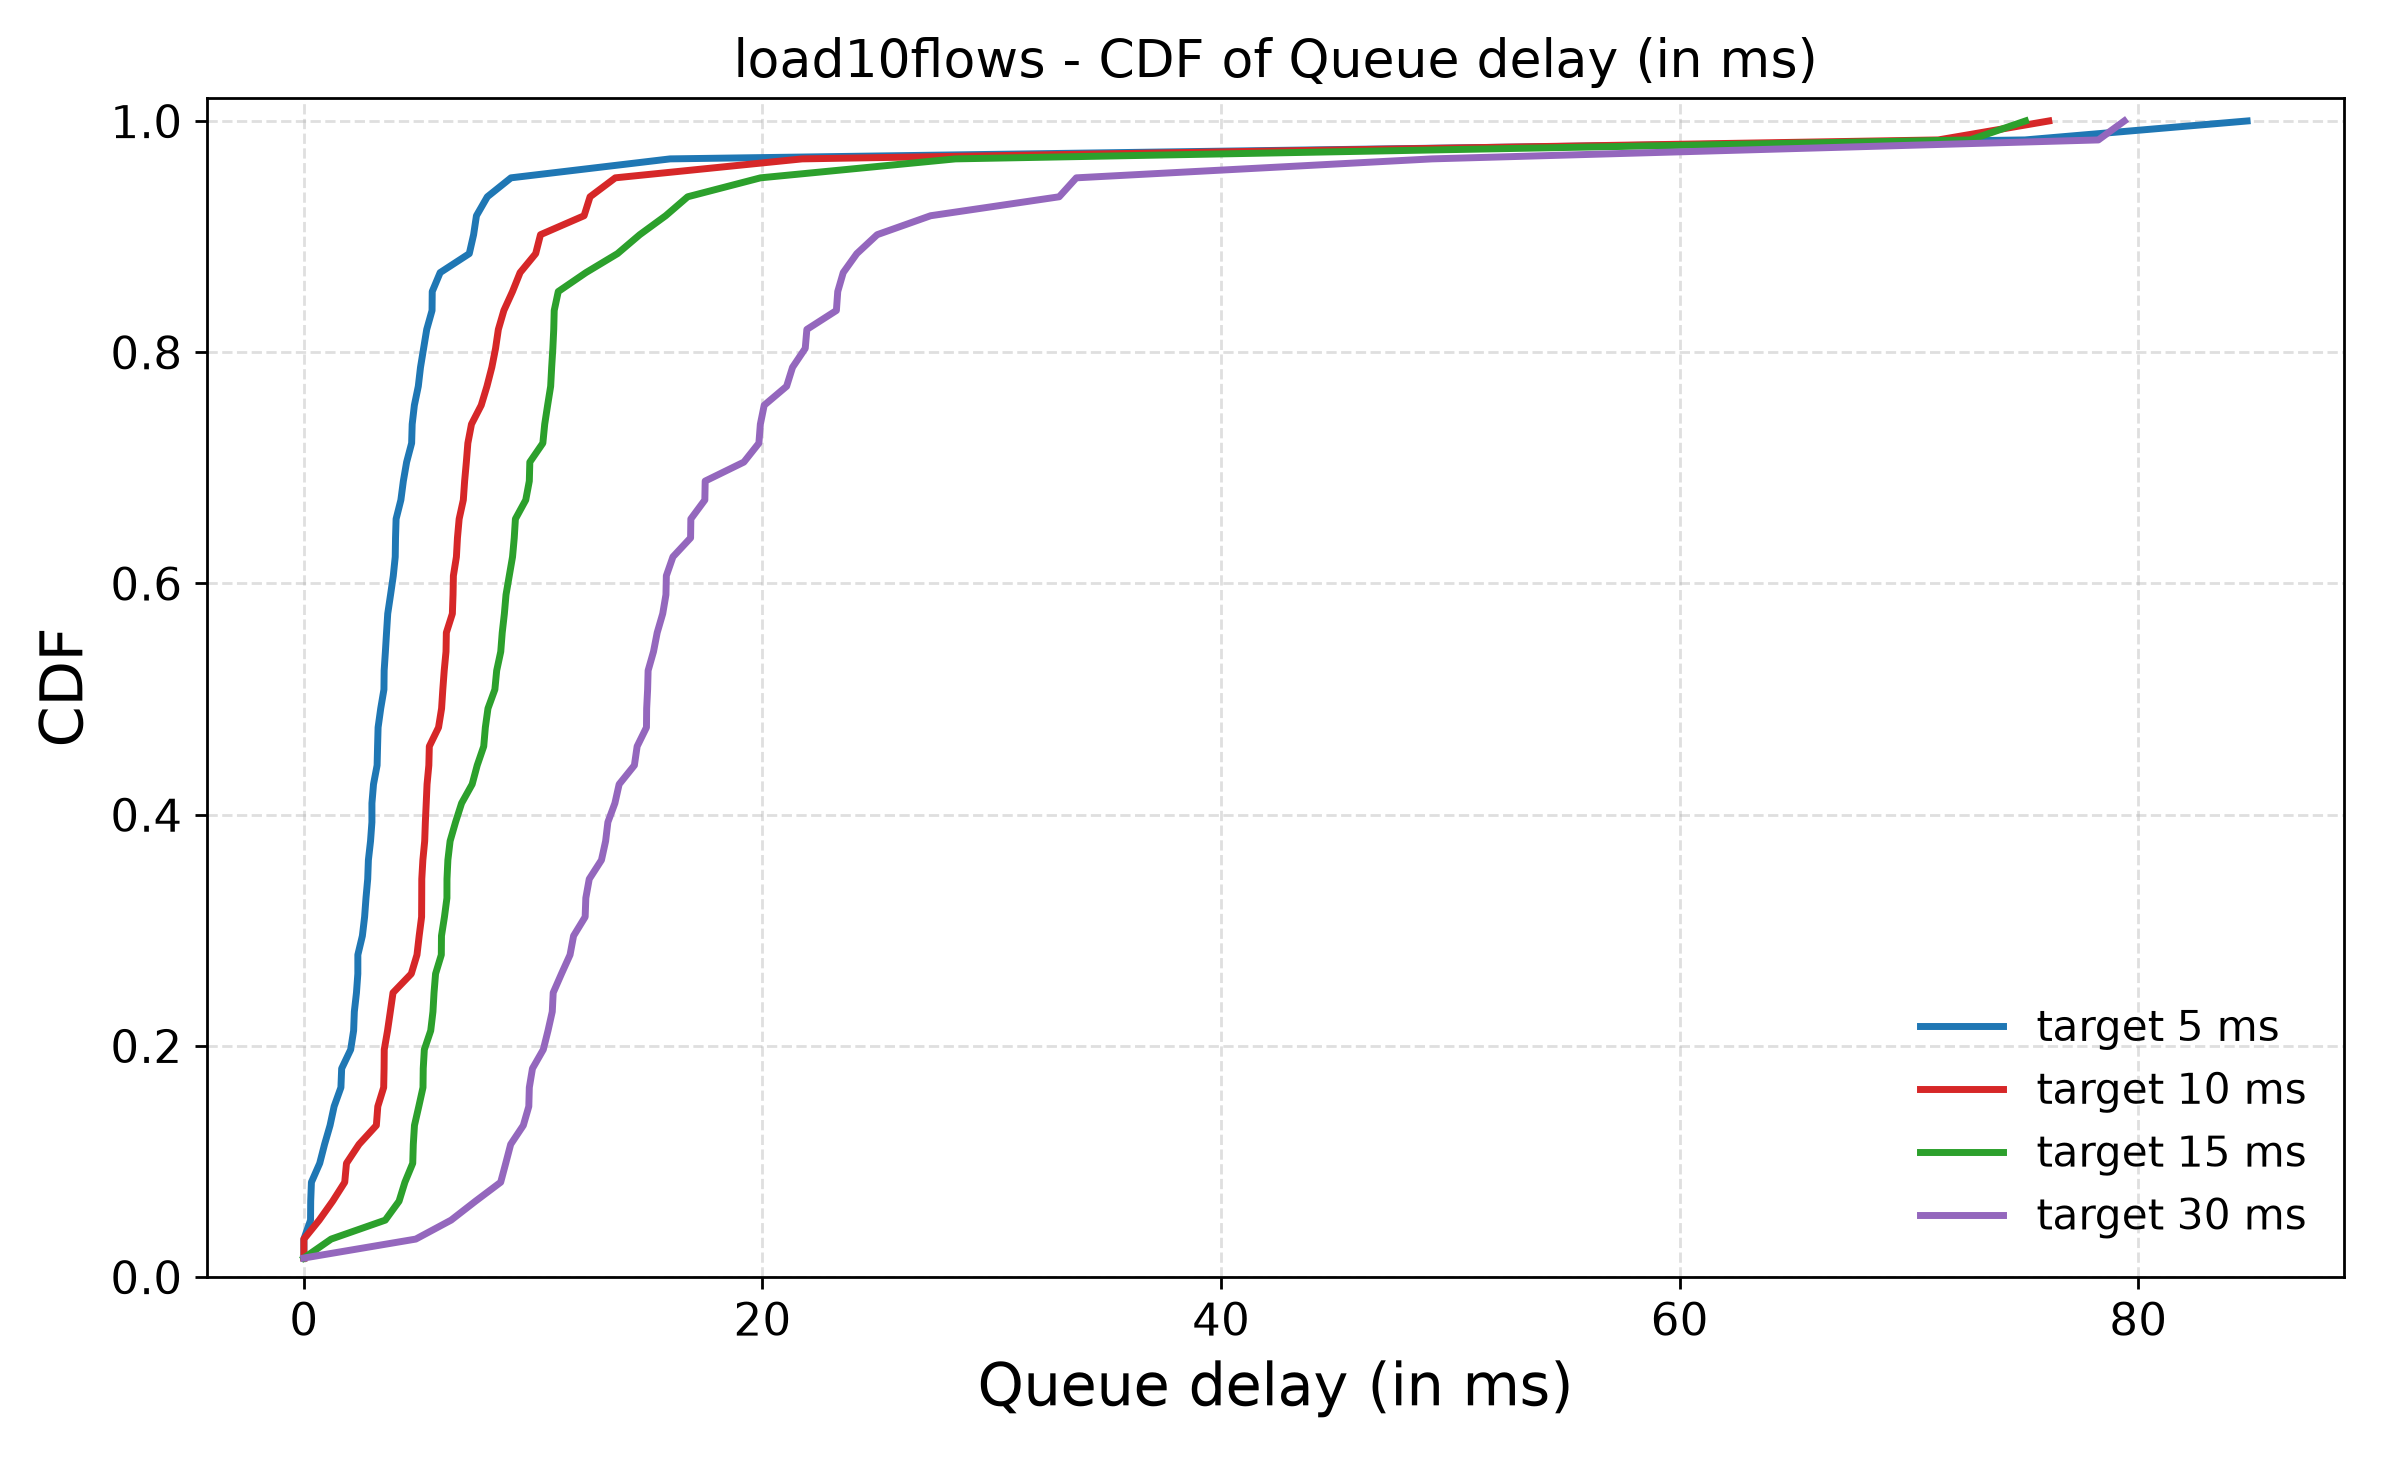 load10flows - CDF of Queue delay (in ms)
1.0
0.8
0.6
0.4
0.2
0.0
CDF
target 5 ms
target 10 ms
target 15 ms
target 30 ms
0 20 40 60 80
Queue delay (in ms)